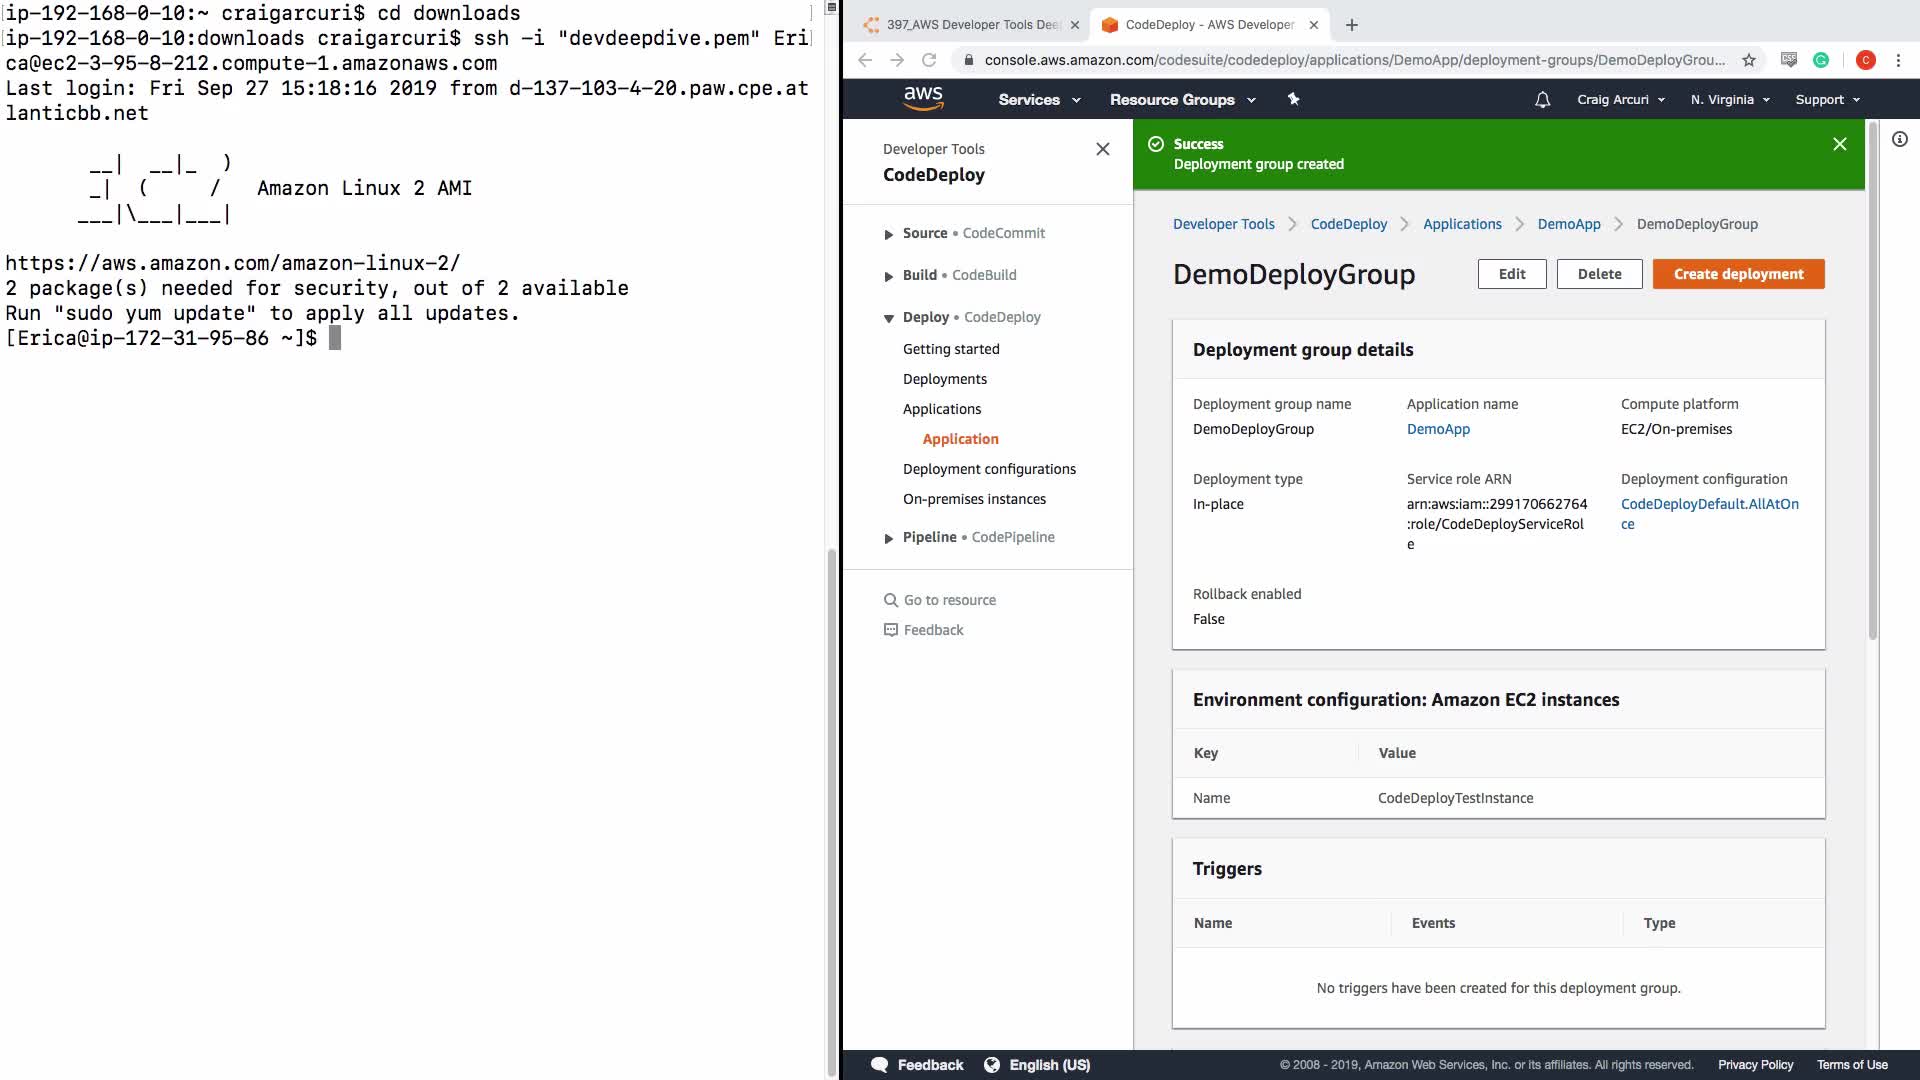 ip-192-168-0-10:~ craigarcuri$ cd downloads
ip-192-168-0-10:downloads craigarcuri$ ssh -i "devdeepdive.pem" Eri
ca@ec2-3-95-8-212.compute-1.amazonaws.com
Last login: Fri Sep 27 15:18:16 2019 from d-137-103-4-20.paw.cpe.at
lanticbb.net
__|  __|_  )
_|  (     /   Amazon Linux 2 AMI
___|\___|___|
https://aws.amazon.com/amazon-linux-2/
2 package(s) needed for security, out of 2 available
Run "sudo yum update" to apply all updates.
[Erica@ip-172-31-95-86 ~]$
397_AWS Developer Tools Dee
CodeDeploy - AWS Developer
console.aws.amazon.com/codesuite/codedeploy/applications/DemoApp/deployment-groups/DemoDeployGrou...
C
aws
Services
Resource Groups
Craig Arcuri
N. Virginia
Support
Developer Tools
CodeDeploy
Source • CodeCommit
Build • CodeBuild
Deploy • CodeDeploy
Getting started
Deployments
Applications
Application
Deployment configurations
On-premises instances
Pipeline • CodePipeline
Go to resource
Feedback
Success
Deployment group created
Developer Tools
CodeDeploy
Applications
DemoApp
DemoDeployGroup
DemoDeployGroup
Edit
Delete
Create deployment
Deployment group details
Deployment group name
DemoDeployGroup
Application name
DemoApp
Compute platform
EC2/On-premises
Deployment type
In-place
Service role ARN
arn:aws:iam::299170662764
:role/CodeDeployServiceRol
e
Deployment configuration
CodeDeployDefault.AllAtOn
ce
Rollback enabled
False
Environment configuration: Amazon EC2 instances
Key Value
Name CodeDeployTestInstance
Triggers
Name Events Type
No triggers have been created for this deployment group.
Feedback
English (US)
© 2008 - 2019, Amazon Web Services, Inc. or its affiliates. All rights reserved.
Privacy Policy
Terms of Use